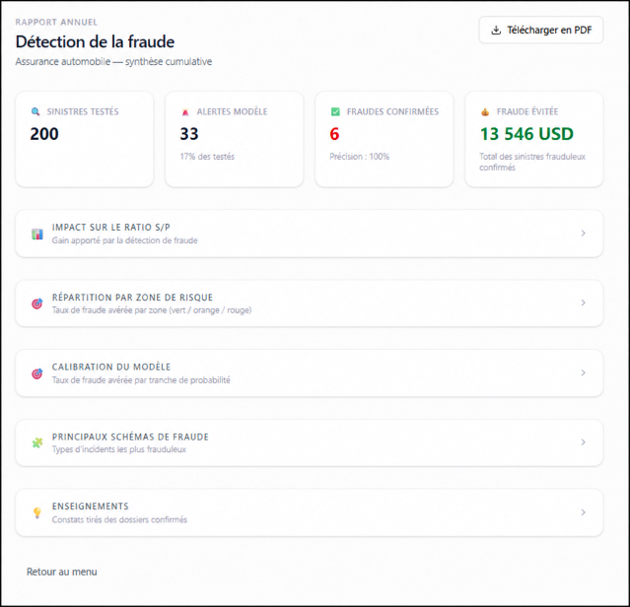 RAPPORT ANNUEL
Détection de la fraude
Assurance automobile — synthèse cumulative
Télécharger en PDF
SINISTRES TESTÉS
200
ALERTES MODÈLE
33
17% des testés
FRAUDES CONFIRMÉES
6
Précision : 100%
FRAUDE ÉVITÉE
13 546 USD
Total des sinistres frauduleux
confirmés
IMPACT SUR LE RATIO S/P
Gain apporté par la détection de fraude
RÉPARTITION PAR ZONE DE RISQUE
Taux de fraude avérée par zone (vert / orange / rouge)
CALIBRATION DU MODÈLE
Taux de fraude avérée par tranche de probabilité
PRINCIPAUX SCHÉMAS DE FRAUDE
Types d'incidents les plus frauduleux
ENSEIGNEMENTS
Constats tirés des dossiers confirmés
Retour au menu